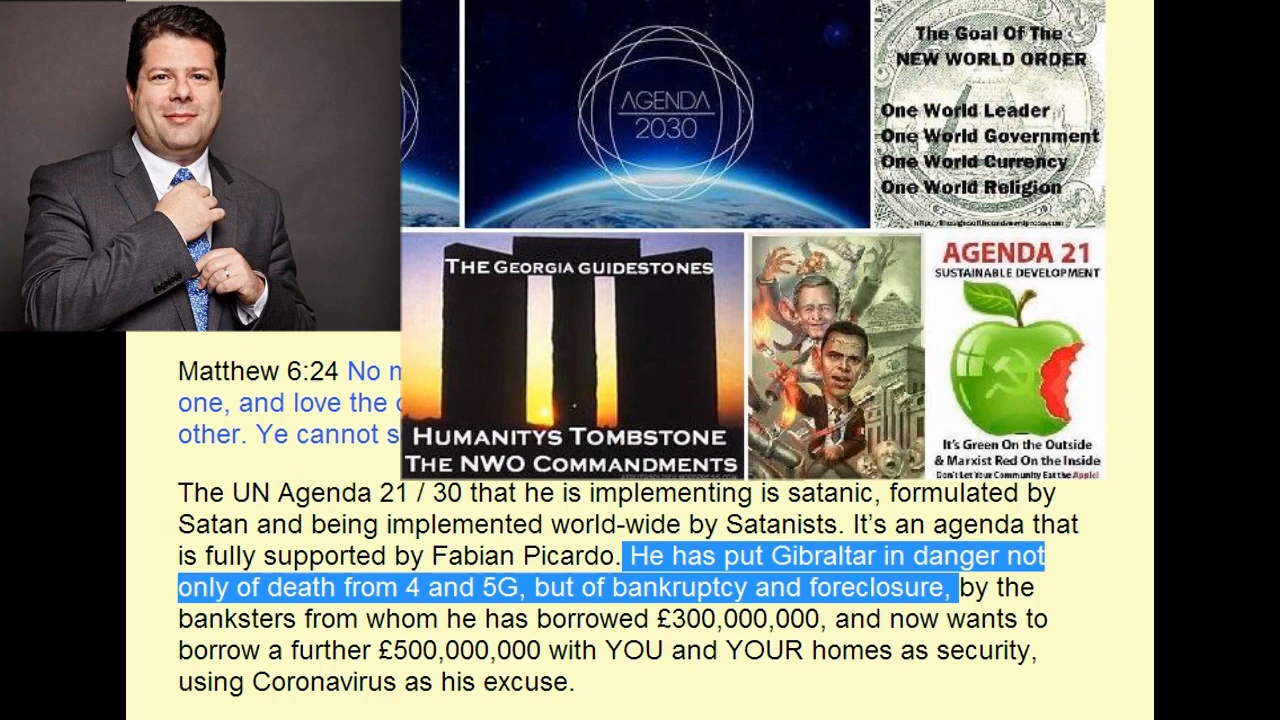 AGENDA
2030
The Goal Of The
NEW WORLD ORDER
One World Leader
One World Government
One World Currency
One World Religion
THE GEORGIA GUIDESTONES
HUMANITYS TOMBSTONE
THE NWO COMMANDMENTS
AGENDA 21
SUSTAINABLE DEVELOPMENT
It's Green On the Outside
& Marxist Red On the Inside
Don't Let Your Community Eat the Apple!
Matthew 6:24 No
one, and love the
other. Ye cannot
The UN Agenda 21 / 30 that he is implementing is satanic, formulated by
Satan and being implemented world-wide by Satanists. It's an agenda that
is fully supported by Fabian Picardo. He has put Gibraltar in danger not
only of death from 4 and 5G, but of bankruptcy and foreclosure, by the
banksters from whom he has borrowed £300,000,000, and now wants to
borrow a further £500,000,000 with YOU and YOUR homes as security,
using Coronavirus as his excuse.